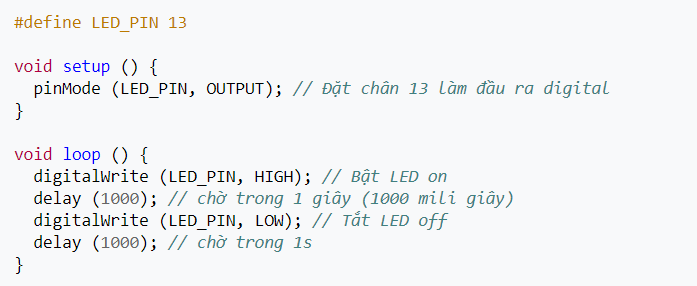 #define LED_PIN 13
void setup () {
pinMode (LED_PIN, OUTPUT); // Đặt chân 13 làm đầu ra digital
}
void loop () {
digitalWrite (LED_PIN, HIGH); // Bật LED on
delay (1000); // chờ trong 1 giây (1000 mili giây)
digitalWrite (LED_PIN, LOW); // Tắt LED off
delay (1000); // chờ trong 1s
}